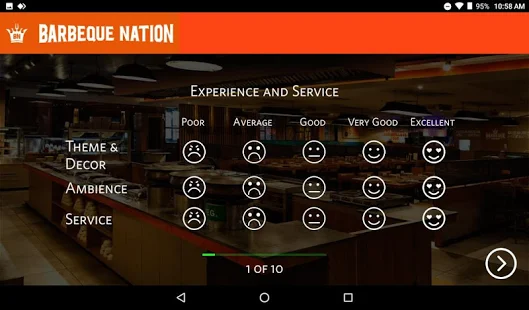 95% 10:58 AM
BARBEQUE NATION
Experience and Service
Poor Average Good Very Good Excellent
Theme &
Decor
Ambience
Service
1 of 10